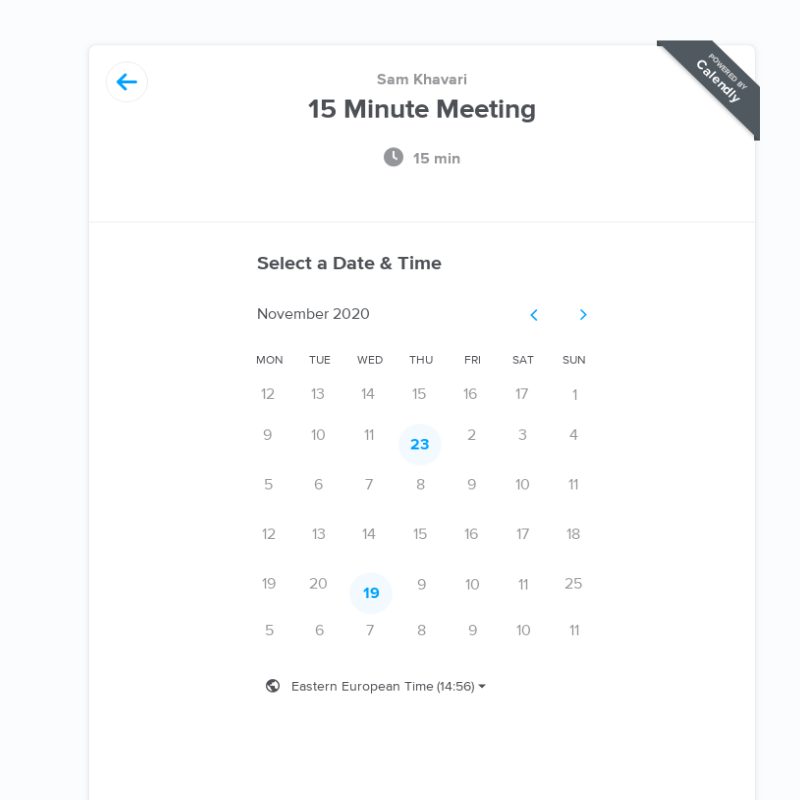 POWERED BY
Calendly
Sam Khavari
15 Minute Meeting
15 min
Select a Date & Time
November 2020
MON TUE WED THU FRI SAT SUN
12 13 14 15 16 17 1
9 10 11 23 2 3 4
5 6 7 8 9 10 11
12 13 14 15 16 17 18
19 20 19 9 10 11 25
5 6 7 8 9 10 11
Eastern European Time (14:56)